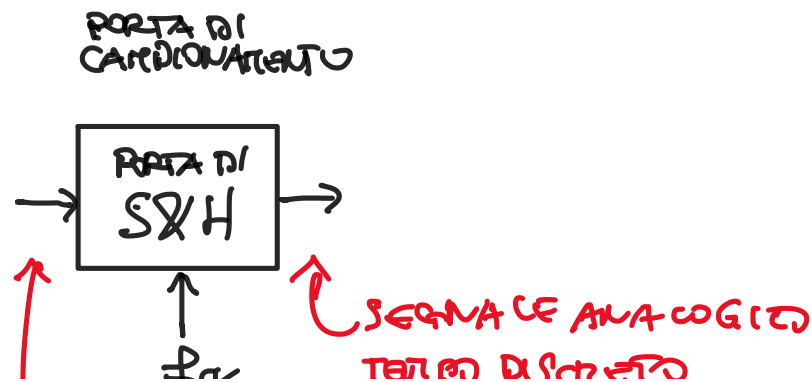 PORTA DI
CAMPIONAMENTO
PORTA DI
S&H
SEGNALE ANALOGICO
TEMPO DISCRETO